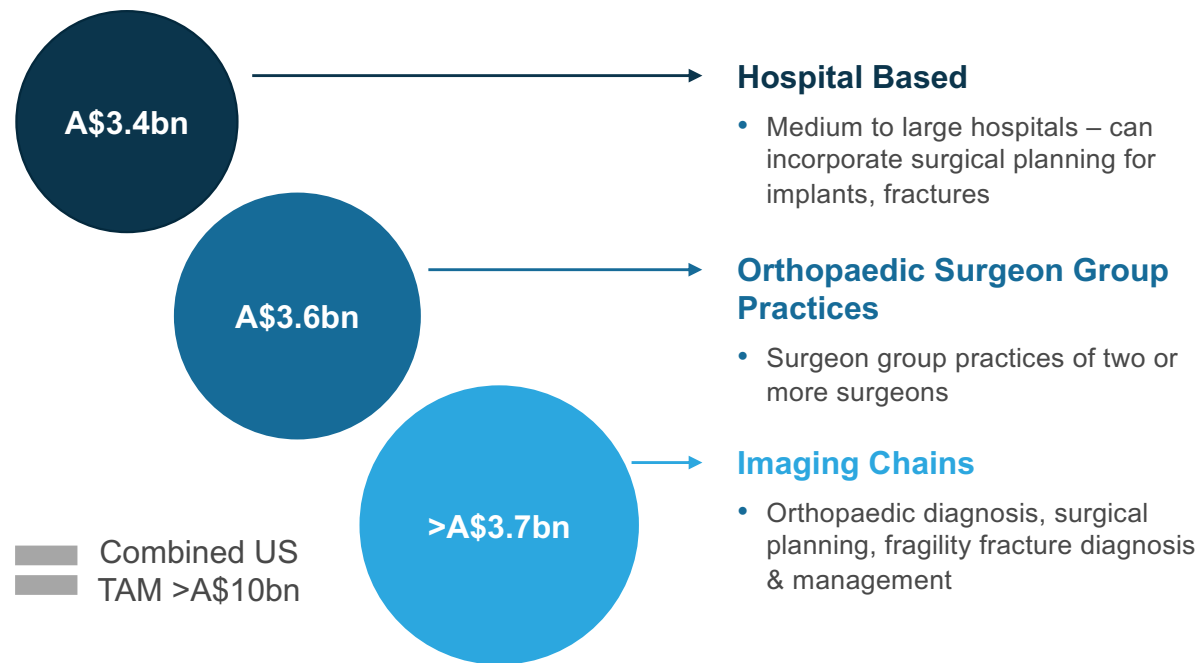 A$3.4bn
Hospital Based
• Medium to large hospitals – can
incorporate surgical planning for
implants, fractures
A$3.6bn
Orthopaedic Surgeon Group
Practices
• Surgeon group practices of two or
more surgeons
>A$3.7bn
Imaging Chains
• Orthopaedic diagnosis, surgical
planning, fragility fracture diagnosis
& management
Combined US
TAM >A$10bn